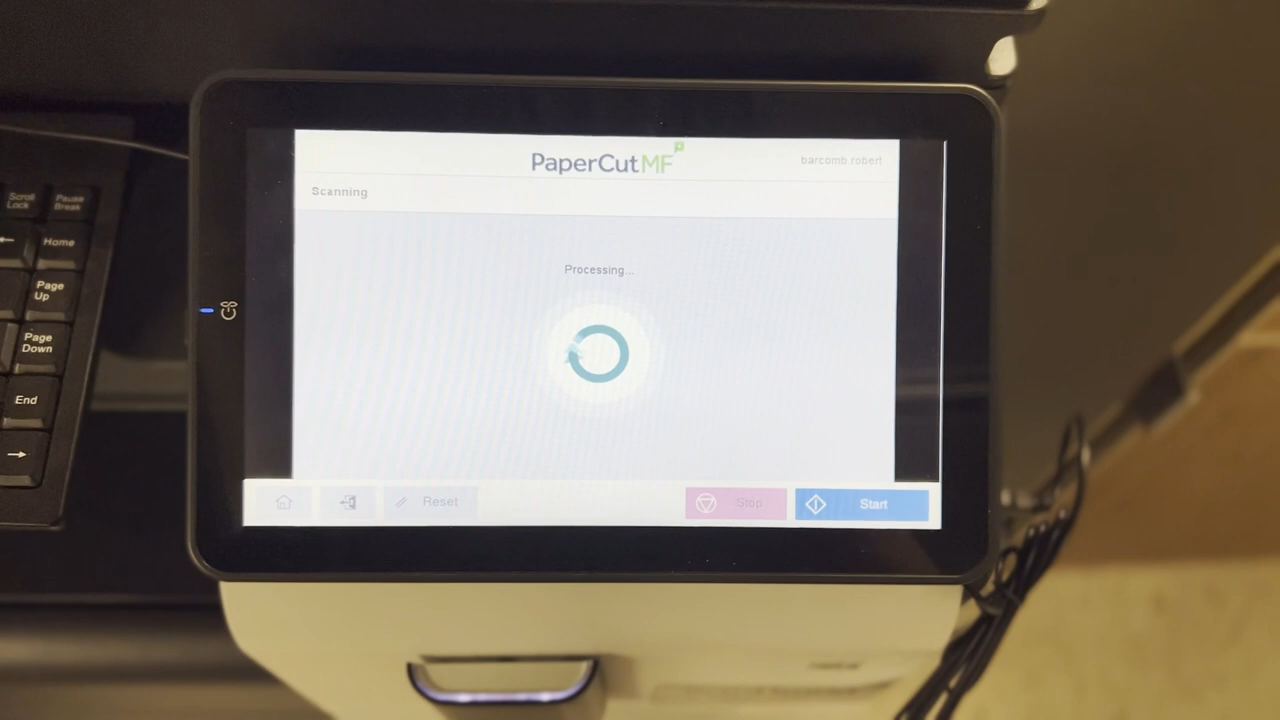 PaperCut MF
barcomb.robert
Scanning
Processing...
Reset
Stop
Start
Scroll
Lock
Pause
Break
Home
Page
Up
Page
Down
End